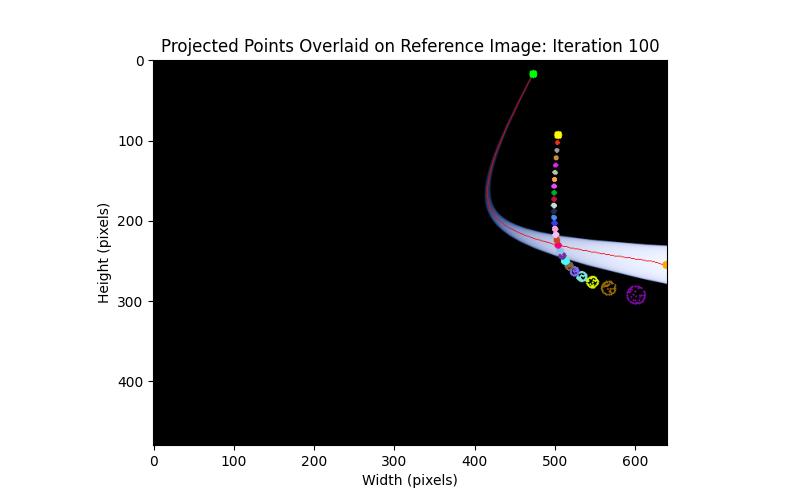 Projected Points Overlaid on Reference Image: Iteration 100
0
100
200
300
400
Height (pixels)
0 100 200 300 400 500 600
Width (pixels)